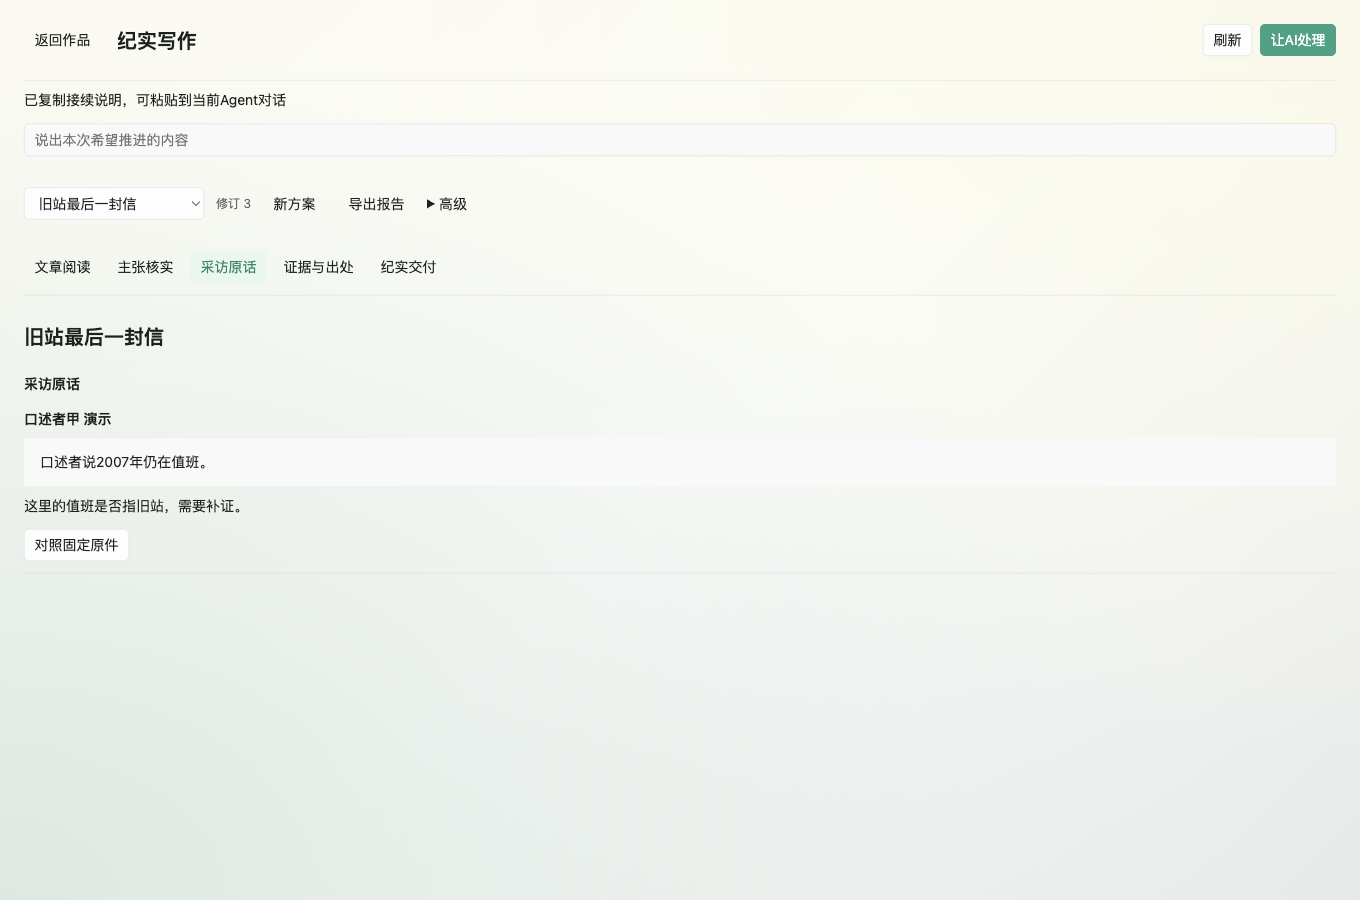 返回作品 纪实写作 刷新 让AI处理
已复制接续说明，可粘贴到当前Agent对话
说出本次希望推进的内容
旧站最后一封信 修订 3 新方案 导出报告 ▶ 高级
文章阅读 主张核实 采访原话 证据与出处 纪实交付
旧站最后一封信
采访原话
口述者甲 演示
口述者说2007年仍在值班。
这里的值班是否指旧站，需要补证。
对照固定原件